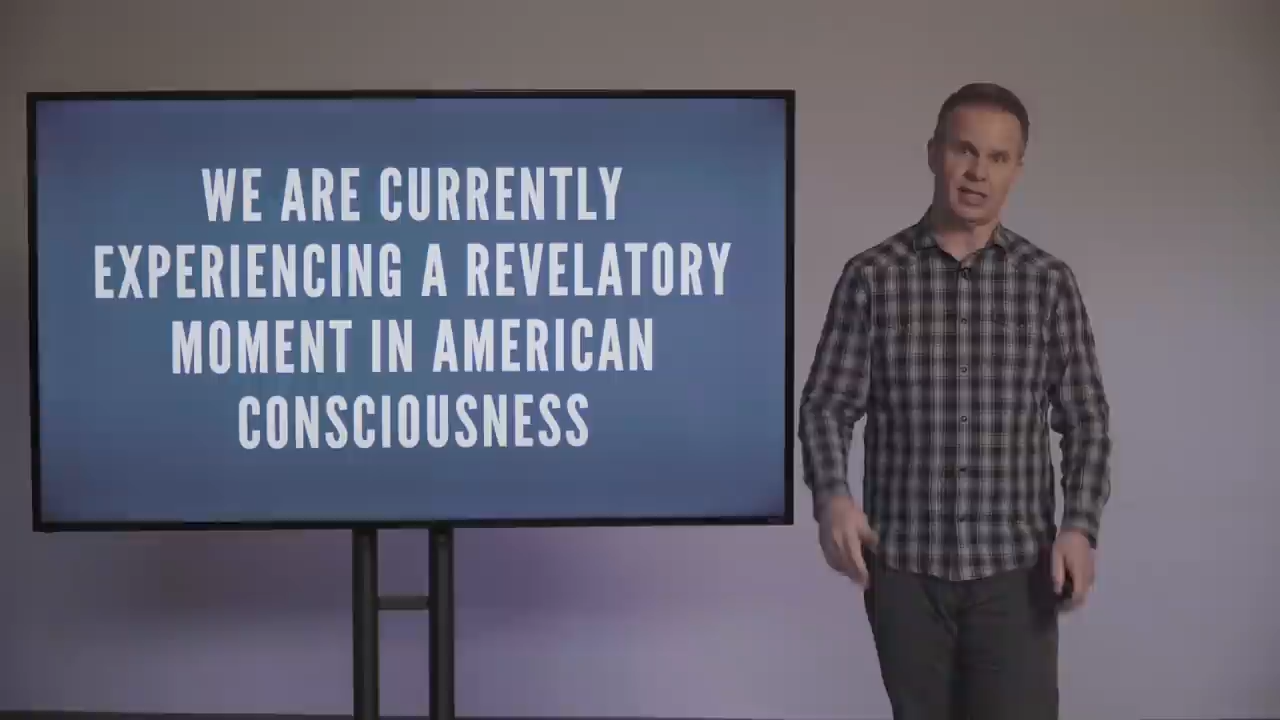 WE ARE CURRENTLY
EXPERIENCING A REVELATORY
MOMENT IN AMERICAN
CONSCIOUSNESS